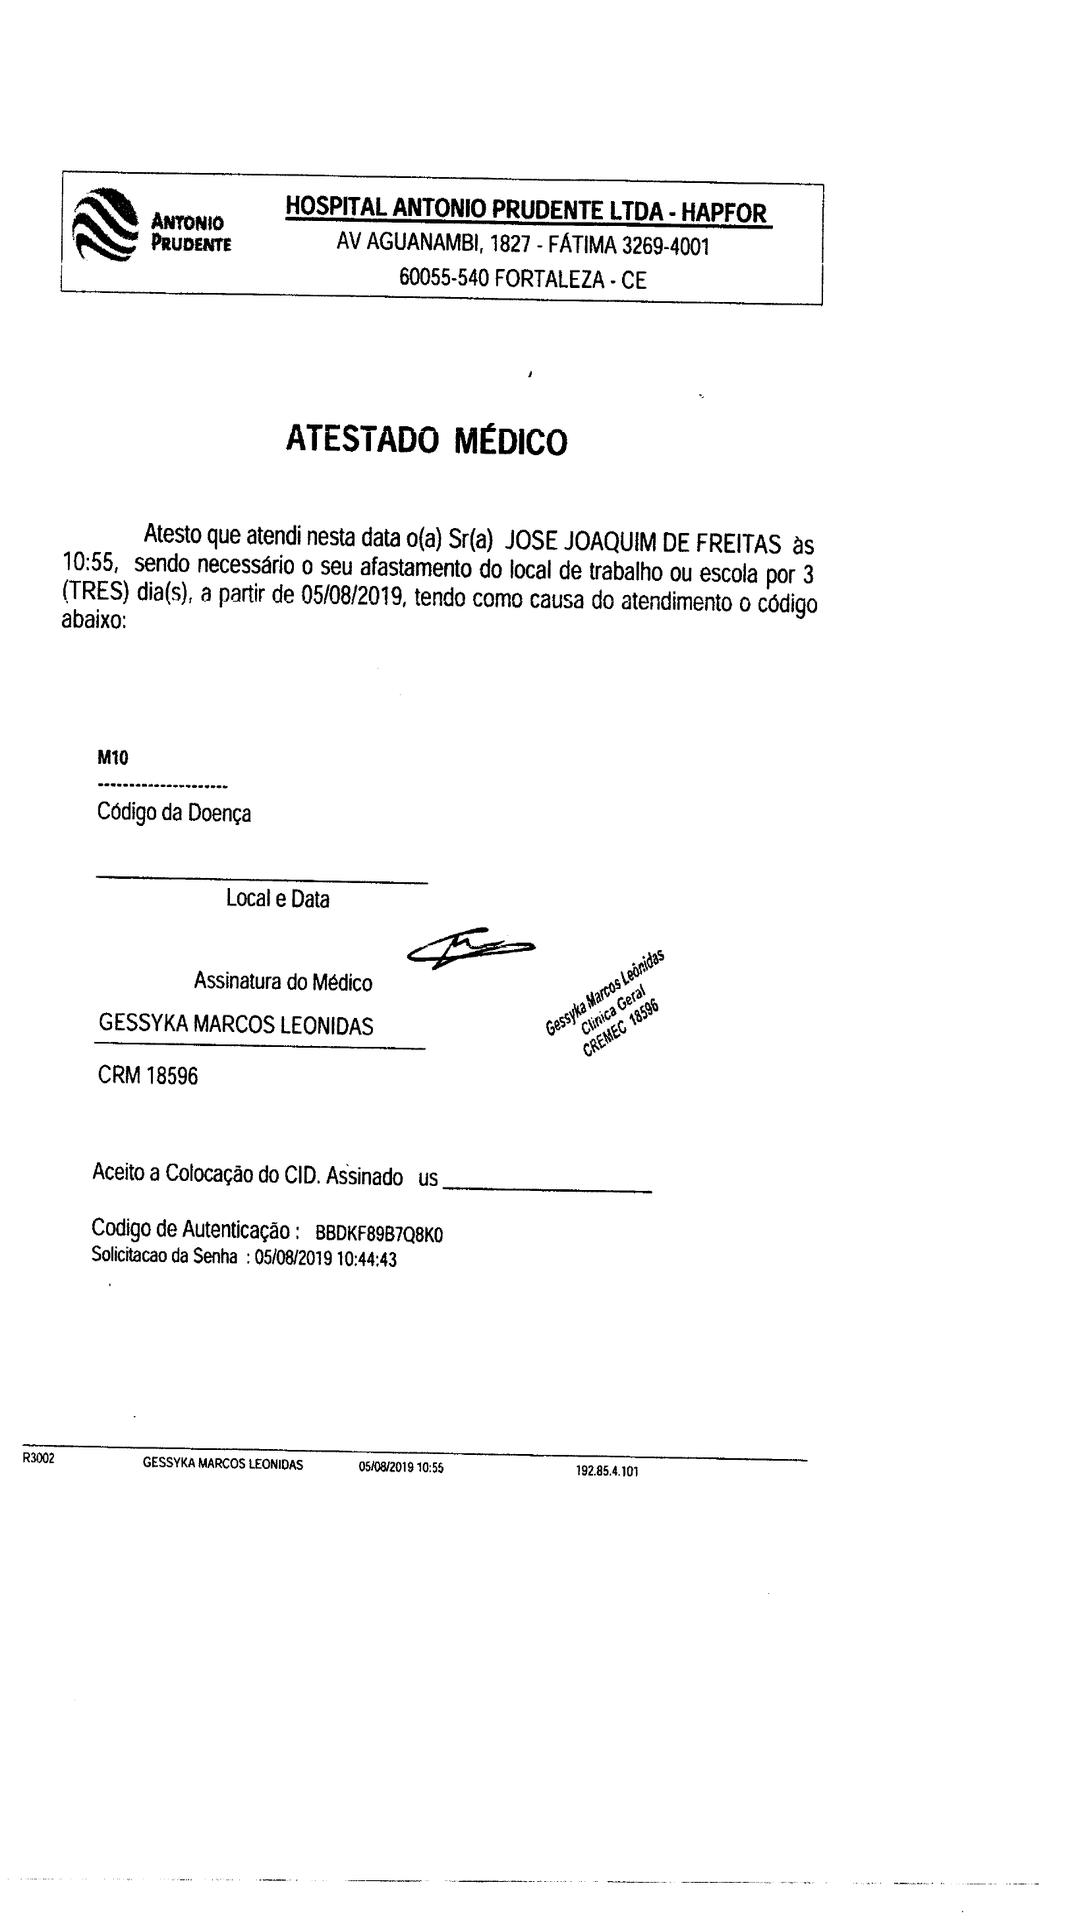 ANTONIO
PRUDENTE
HOSPITAL ANTONIO PRUDENTE LTDA - HAPFOR
AV AGUANAMBI, 1827 - FÁTIMA 3269-4001
60055-540 FORTALEZA - CE
ATESTADO MÉDICO
Atesto que atendi nesta data o(a) Sr(a) JOSE JOAQUIM DE FREITAS às
10:55, sendo necessário o seu afastamento do local de trabalho ou escola por 3
(TRES) dia(s), a partir de 05/08/2019, tendo como causa do atendimento o código
abaixo:
M10
---------------------
Código da Doença
Local e Data
Assinatura do Médico
GESSYKA MARCOS LEONIDAS
CRM 18596
Gessyka Marcos Leônidas
Clínica Geral
CREMEC 18596
Aceito a Colocação do CID. Assinado us
Codigo de Autenticação : BBDKF89B7Q8K0
Solicitacao da Senha : 05/08/2019 10:44:43
R3002 GESSYKA MARCOS LEONIDAS 05/08/2019 10:55 192.85.4.101